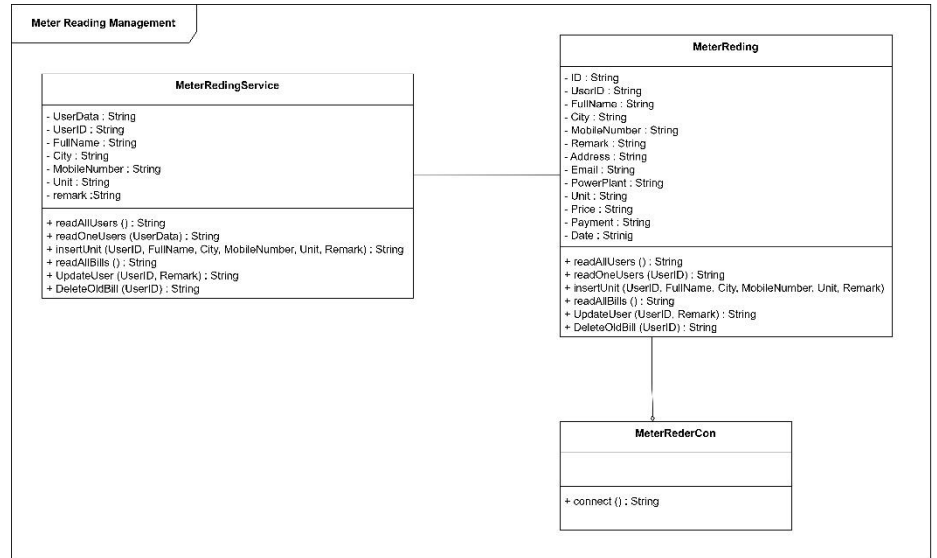 Meter Reading Management
MeterRedingService
- UserData : String
- UserID : String
- FullName : String
- City : String
- MobileNumber : String
- Unit : String
- remark :String
+ readAllUsers () : String
+ readOneUsers (UserData) : String
+ insertUnit (UserID, FullName, City, MobileNumber, Unit, Remark) : String
+ readAllBills () : String
+ UpdateUser (UserID, Remark) : String
+ DeleteOldBill (UserID) : String
MeterReding
- ID : String
- UserID : String
- FullName : String
- City : String
- MobileNumber : String
- Remark : String
- Address : String
- Email : String
- PowerPlant : String
- Unit : String
- Price : String
- Payment : String
- Date : Strinig
+ readAllUsers () : String
+ readOneUsers (UserID) : String
+ insertUnit (UserID, FullName, City, MobileNumber, Unit, Remark)
+ readAllBills () : String
+ UpdateUser (UserID, Remark) : String
+ DeleteOldBill (UserID) : String
MeterRederCon
+ connect () : String